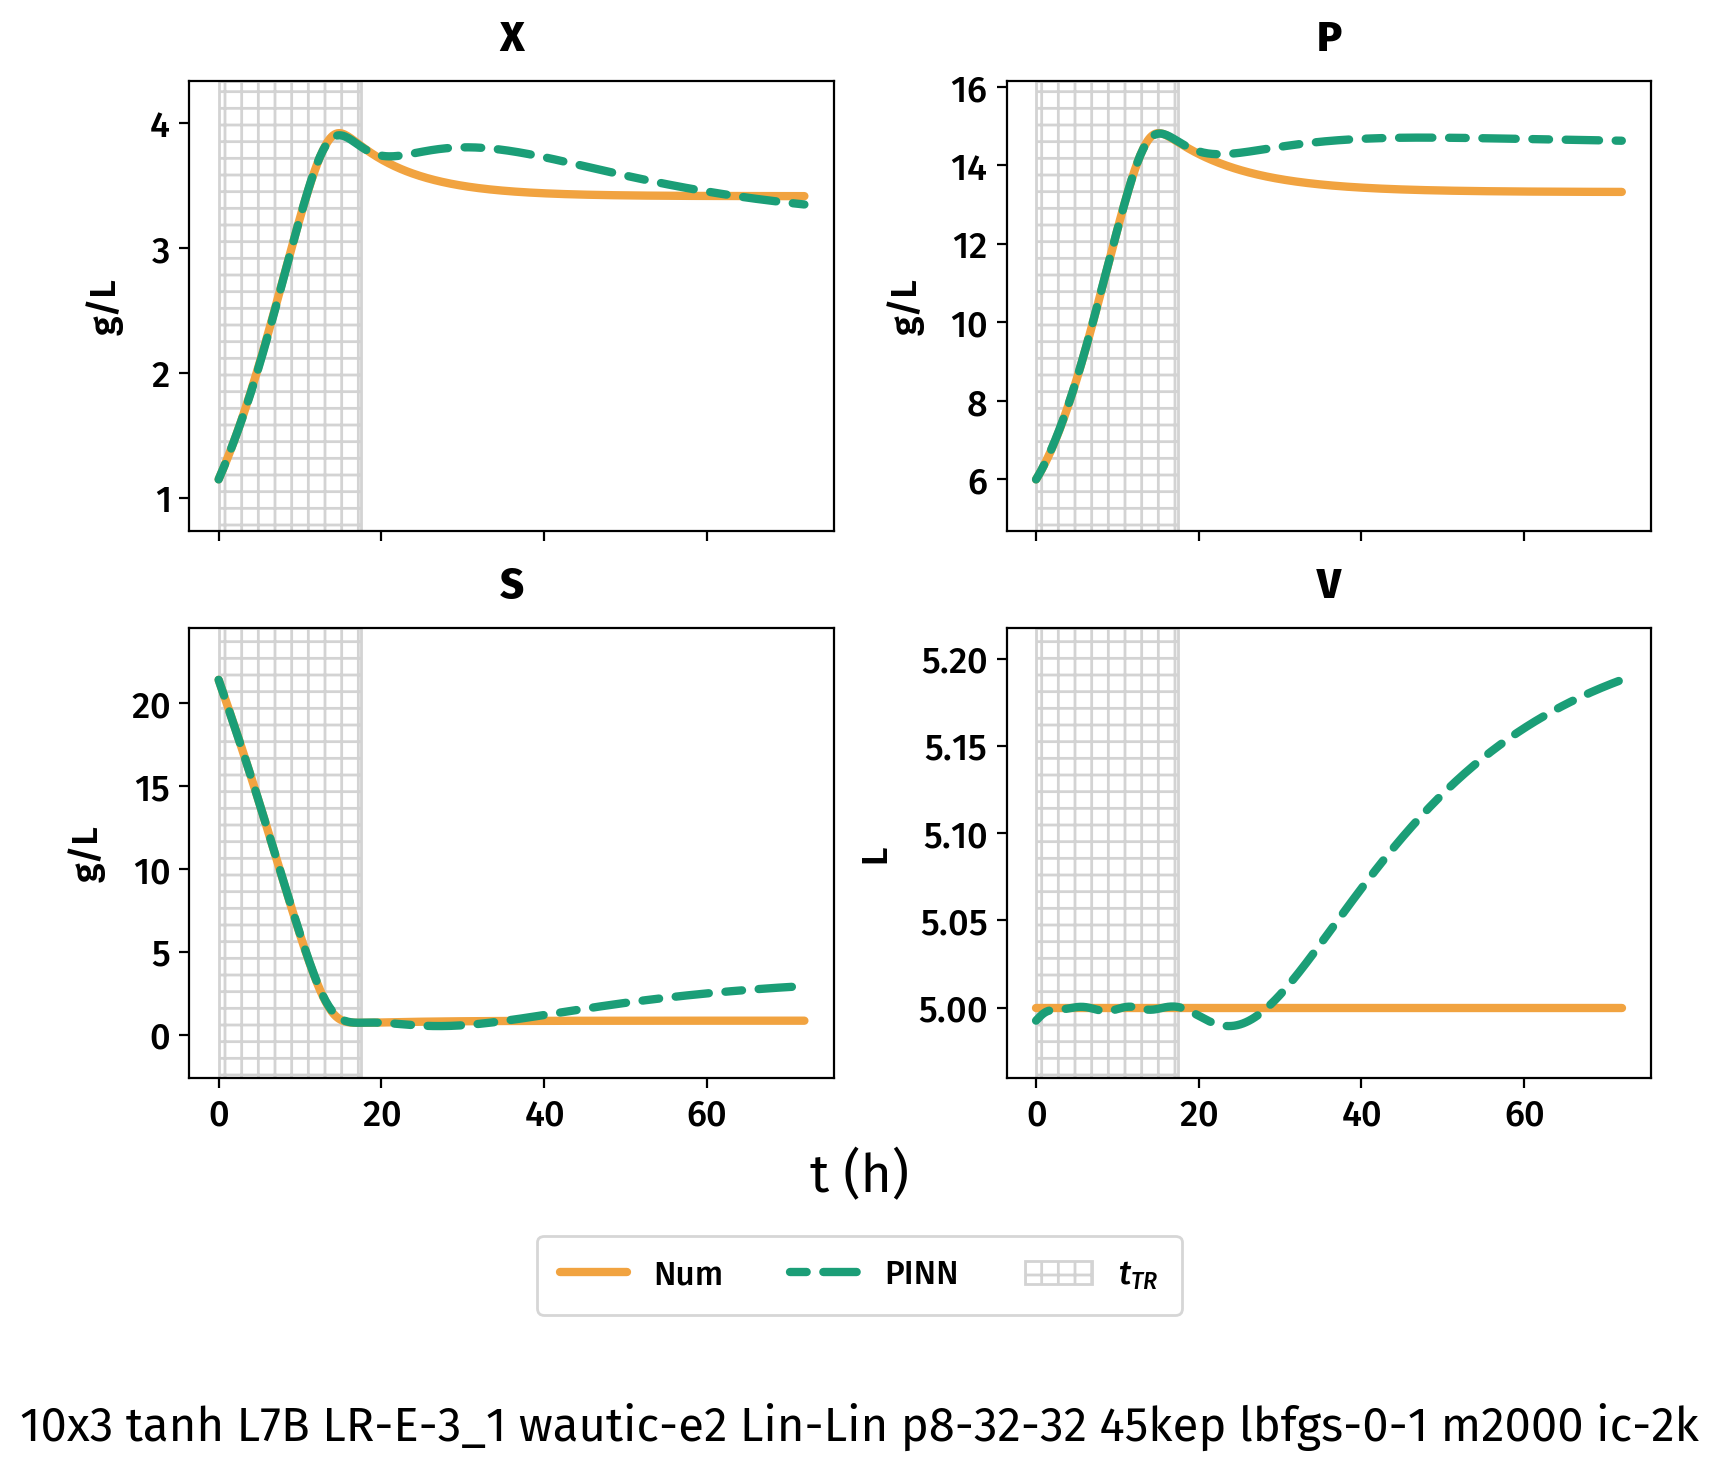 X
P
4
3
2
1
g/L
16
14
12
10
8
6
g/L
S
V
20
15
10
5
0
g/L
0 20 40 60
5.20
5.15
5.10
5.05
5.00
L
0 20 40 60
t (h)
Num PINN tTR
10x3 tanh L7B LR-E-3_1 wautic-e2 Lin-Lin p8-32-32 45kep lbfgs-0-1 m2000 ic-2k